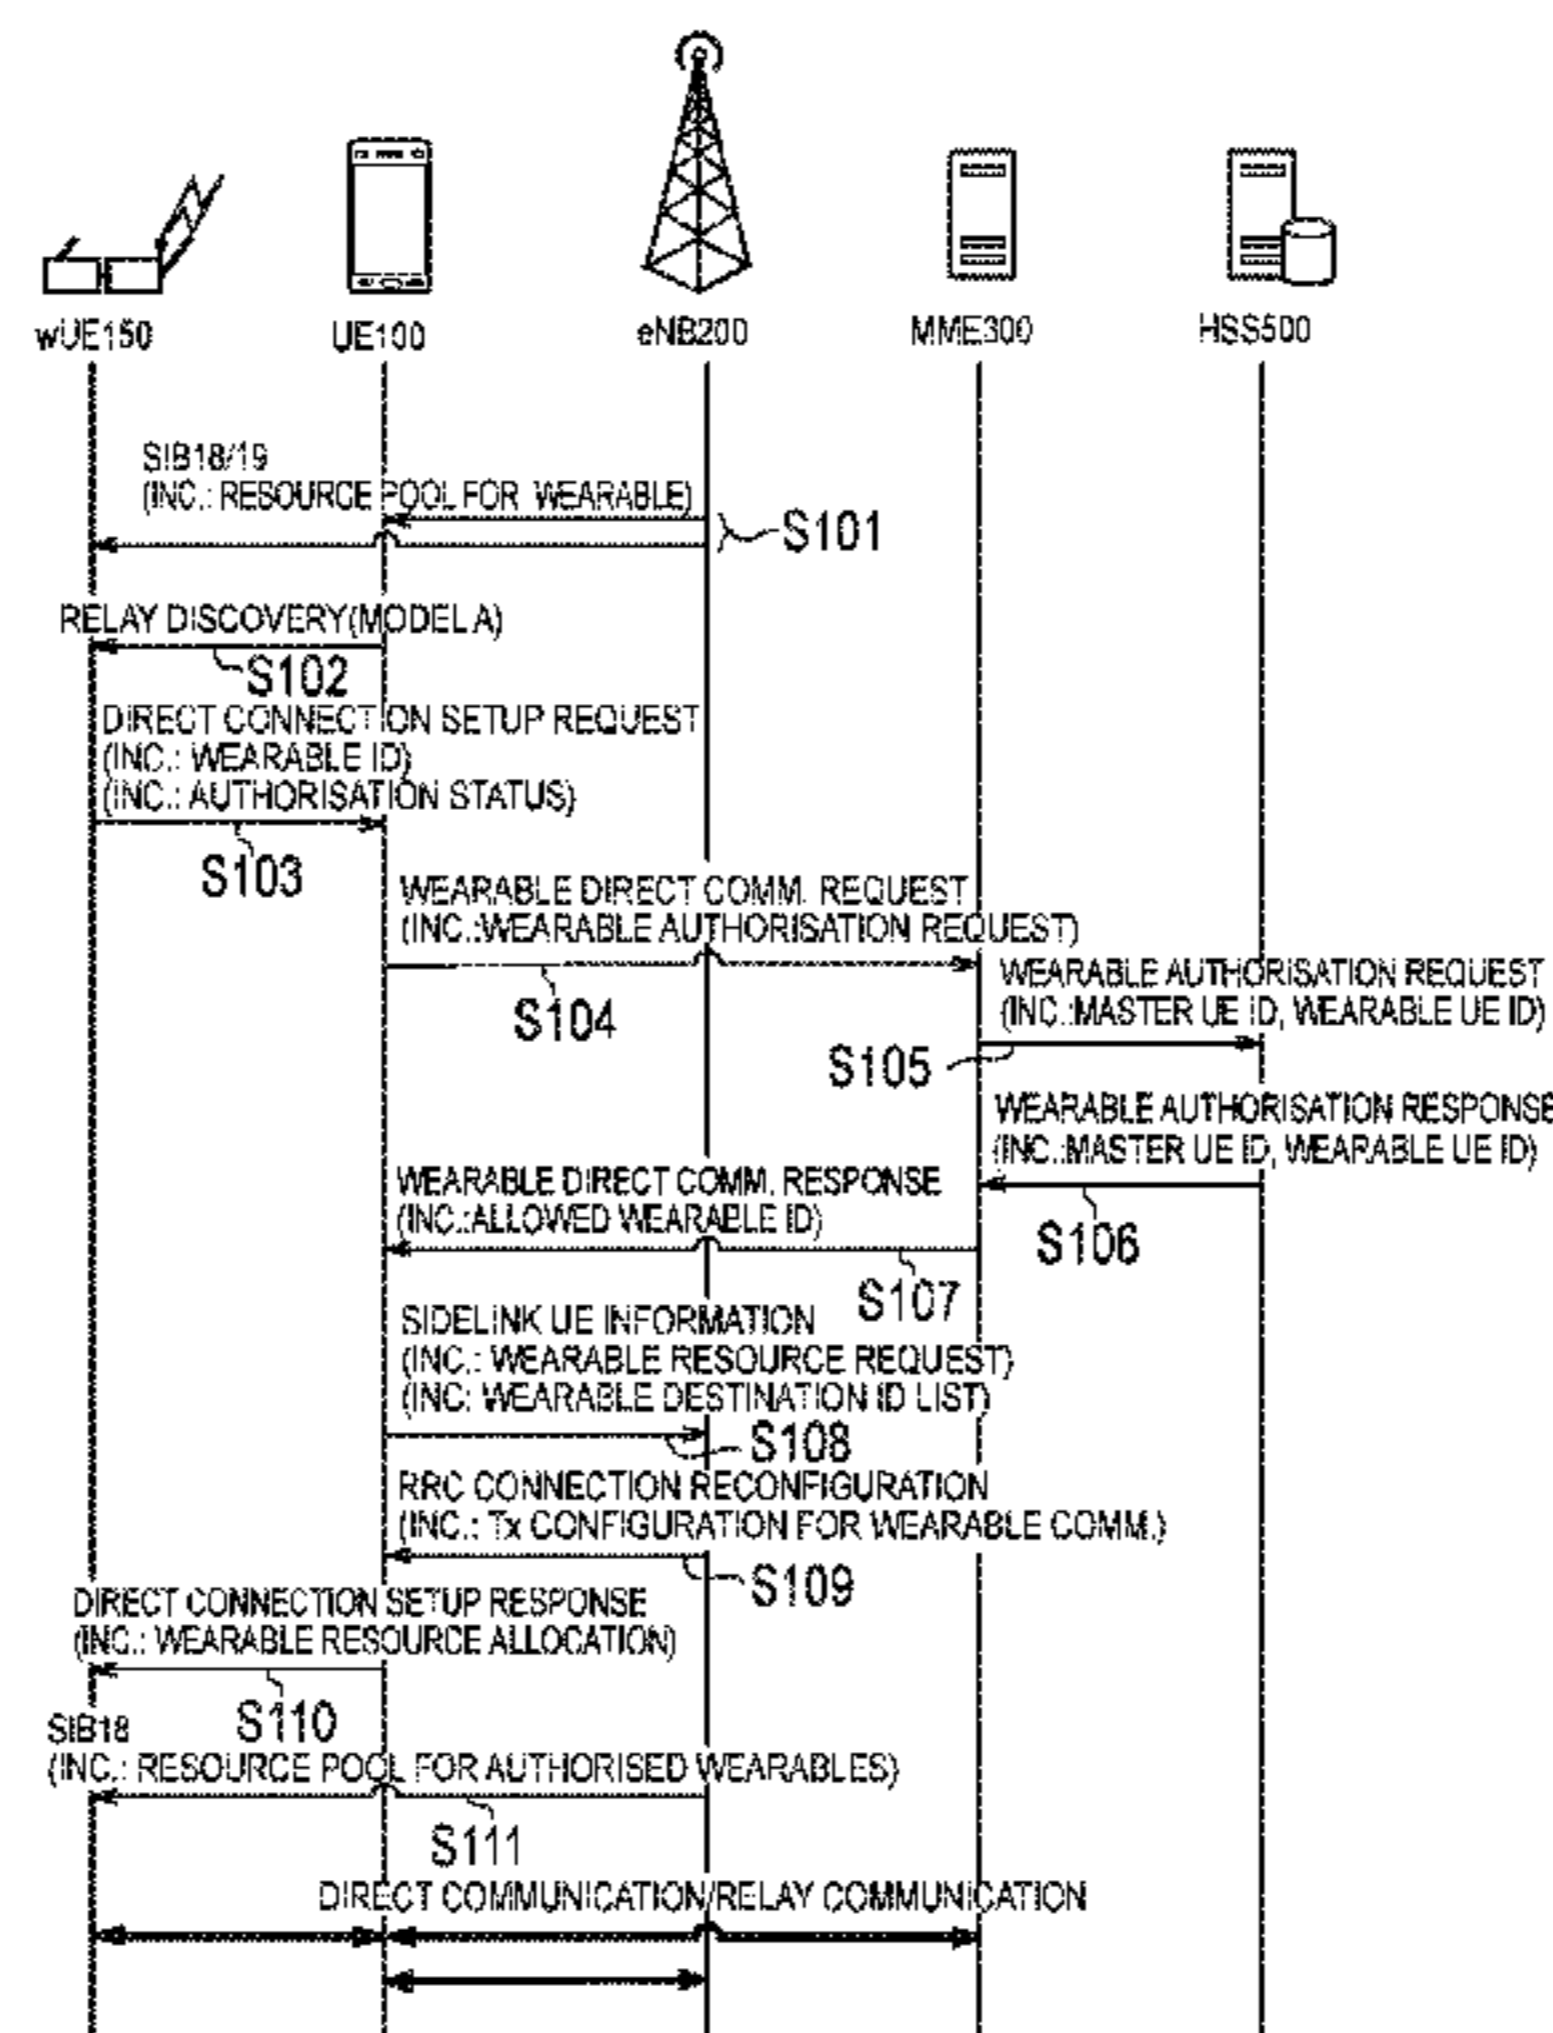 wUE150
UE100
eNB200
MME300
HSS500
SIB18/19
(INC.: RESOURCE POOL FOR WEARABLE)
S101
RELAY DISCOVERY(MODEL A)
S102
DIRECT CONNECTION SETUP REQUEST
(INC.: WEARABLE ID)
(INC.: AUTHORISATION STATUS)
S103
WEARABLE DIRECT COMM. REQUEST
(INC.:WEARABLE AUTHORISATION REQUEST)
S104
WEARABLE AUTHORISATION REQUEST
(INC.:MASTER UE ID, WEARABLE UE ID)
S105
WEARABLE AUTHORISATION RESPONSE
(INC.:MASTER UE ID, WEARABLE UE ID)
S106
WEARABLE DIRECT COMM. RESPONSE
(INC.:ALLOWED WEARABLE ID)
S107
SIDELINK UE INFORMATION
(INC.: WEARABLE RESOURCE REQUEST)
(INC: WEARABLE DESTINATION ID LIST)
S108
RRC CONNECTION RECONFIGURATION
(INC.: Tx CONFIGURATION FOR WEARABLE COMM.)
S109
DIRECT CONNECTION SETUP RESPONSE
(INC.: WEARABLE RESOURCE ALLOCATION)
S110
SIB18
(INC.: RESOURCE POOL FOR AUTHORISED WEARABLES)
S111
DIRECT COMMUNICATION/RELAY COMMUNICATION